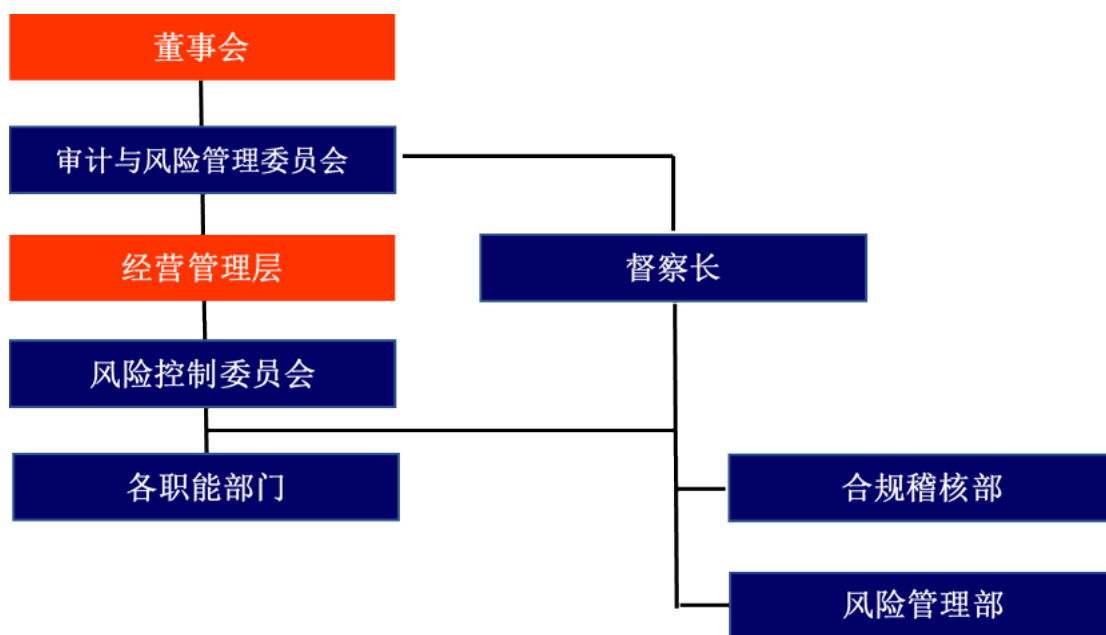 董事会
审计与风险管理委员会
经营管理层
督察长
风险控制委员会
各职能部门
合规稽核部
风险管理部